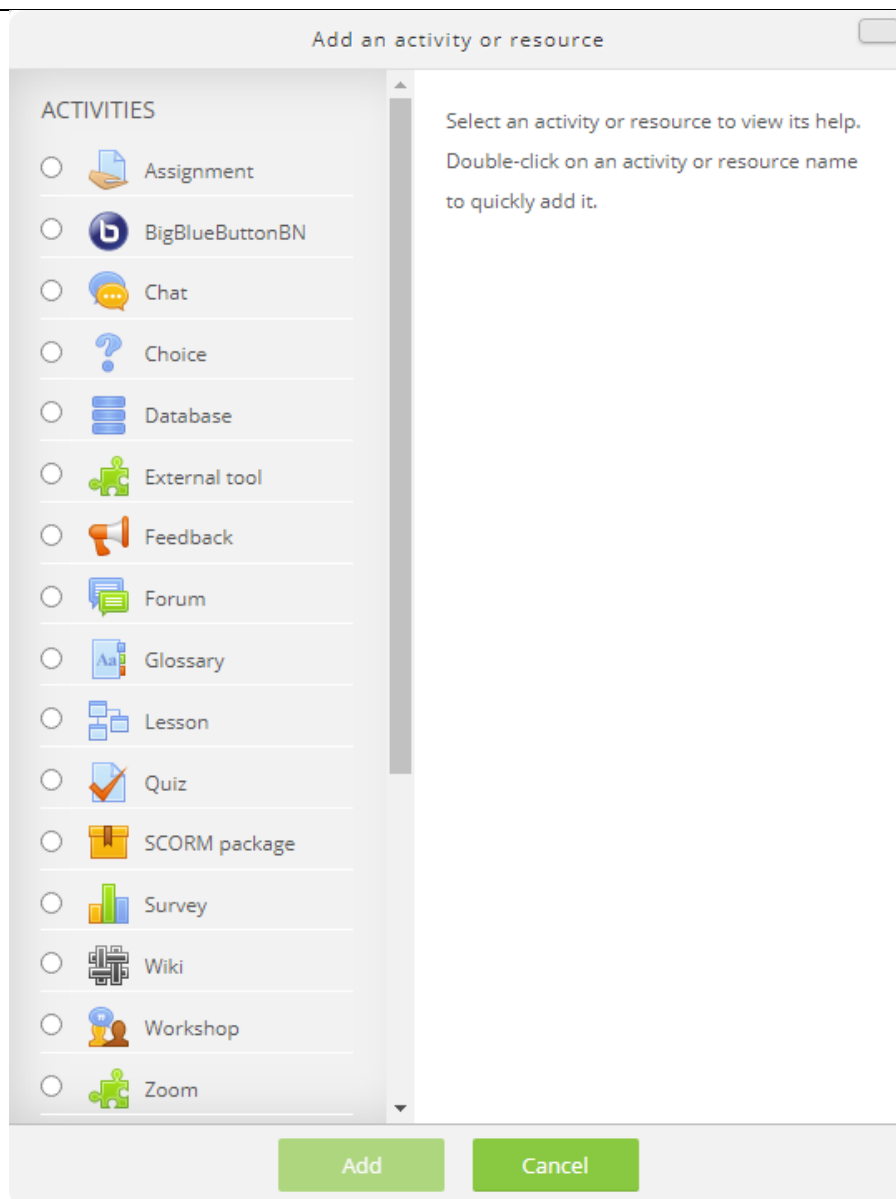 Add an activity or resource
ACTIVITIES
Assignment
BigBlueButtonBN
Chat
Choice
Database
External tool
Feedback
Forum
Aa
Glossary
Lesson
Quiz
SCORM package
Survey
Wiki
Workshop
Zoom
Select an activity or resource to view its help.
Double-click on an activity or resource name
to quickly add it.
Add
Cancel